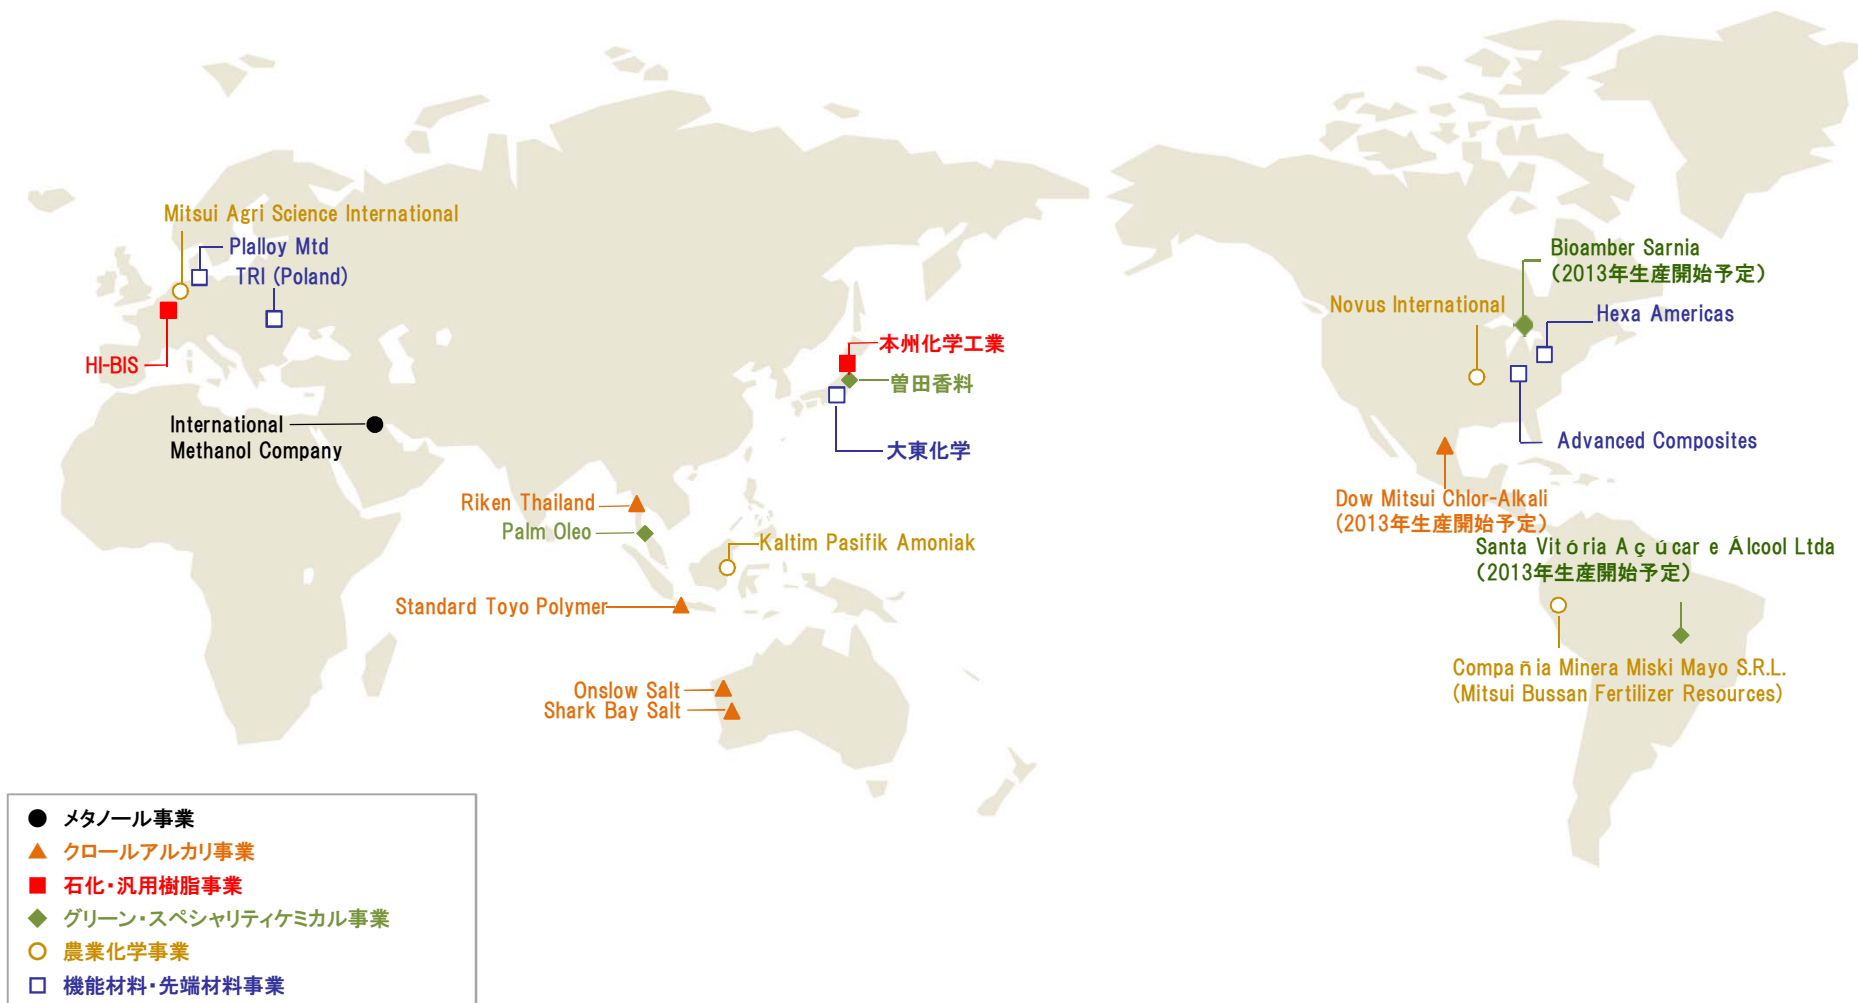 Mitsui Agri Science International
Plalloy Mtd
TRI (Poland)
HI-BIS
International
Methanol Company
本州化学工業
曽田香料
大東化学
Riken Thailand
Palm Oleo
Kaltim Pasifik Amoniak
Standard Toyo Polymer
Onslow Salt
Shark Bay Salt
Bioamber Sarnia
(2013年生産開始予定)
Novus International
Hexa Americas
Advanced Composites
Dow Mitsui Chlor-Alkali
(2013年生産開始予定)
Santa Vitória Açúcar e Álcool Ltda
(2013年生産開始予定)
Compañia Minera Miski Mayo S.R.L.
(Mitsui Bussan Fertilizer Resources)
メタノール事業
クロールアルカリ事業
石化・汎用樹脂事業
グリーン・スペシャリティケミカル事業
農業化学事業
機能材料・先端材料事業